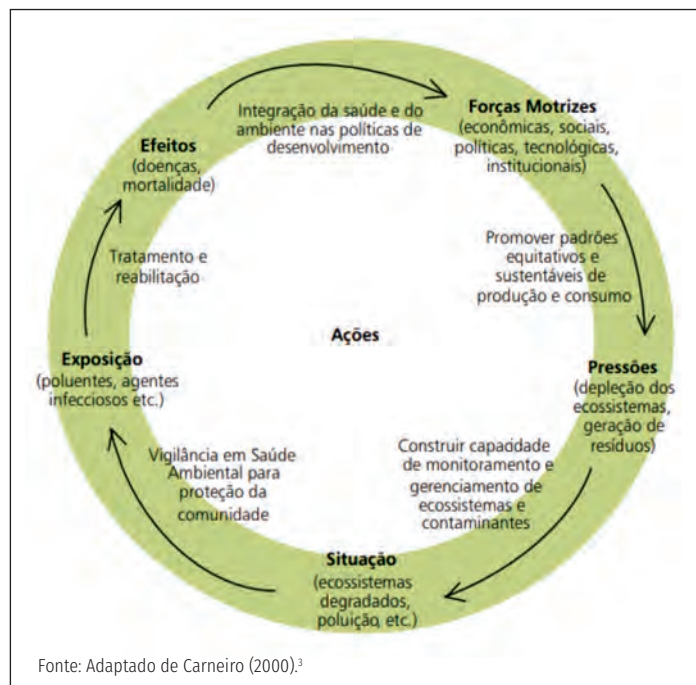 Integração da saúde e do
ambiente nas políticas de
desenvolvimento
Forças Motrizes
(econômicas, sociais,
políticas, tecnológicas,
institucionais)
Promover padrões
equitativos e
sustentáveis de
produção e consumo
Pressões
(depleção dos
ecossistemas,
geração de
resíduos)
Construir capacidade
de monitoramento e
gerenciamento de
ecossistemas e
contaminantes
Situação
(ecossistemas
degradados,
poluição, etc.)
Vigilância em Saúde
Ambiental para
proteção da
comunidade
Exposição
(poluentes, agentes
infecciosos etc.)
Tratamento e
reabilitação
Efeitos
(doenças,
mortalidade)
Ações
Fonte: Adaptado de Carneiro (2000).³